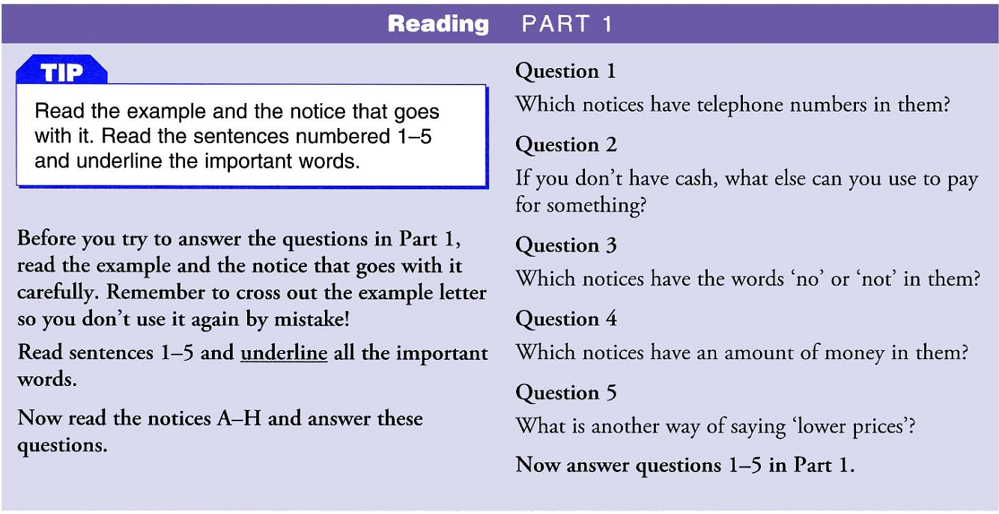 Reading PART 1
TIP
Read the example and the notice that goes
with it. Read the sentences numbered 1–5
and underline the important words.
Before you try to answer the questions in Part 1,
read the example and the notice that goes with it
carefully. Remember to cross out the example letter
so you don't use it again by mistake!
Read sentences 1–5 and underline all the important
words.
Now read the notices A–H and answer these
questions.
Question 1
Which notices have telephone numbers in them?
Question 2
If you don't have cash, what else can you use to pay
for something?
Question 3
Which notices have the words ‘no’ or ‘not’ in them?
Question 4
Which notices have an amount of money in them?
Question 5
What is another way of saying ‘lower prices’?
Now answer questions 1–5 in Part 1.